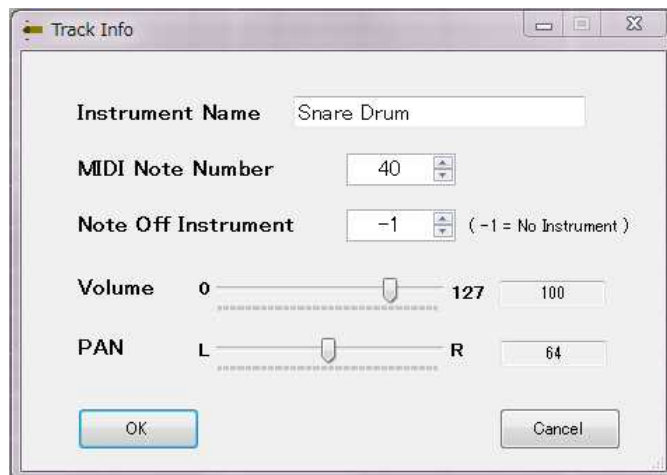 Track Info
Instrument Name Snare Drum
MIDI Note Number 40
Note Off Instrument -1 ( -1 = No Instrument )
Volume 0 127 100
PAN L R 64
OK Cancel